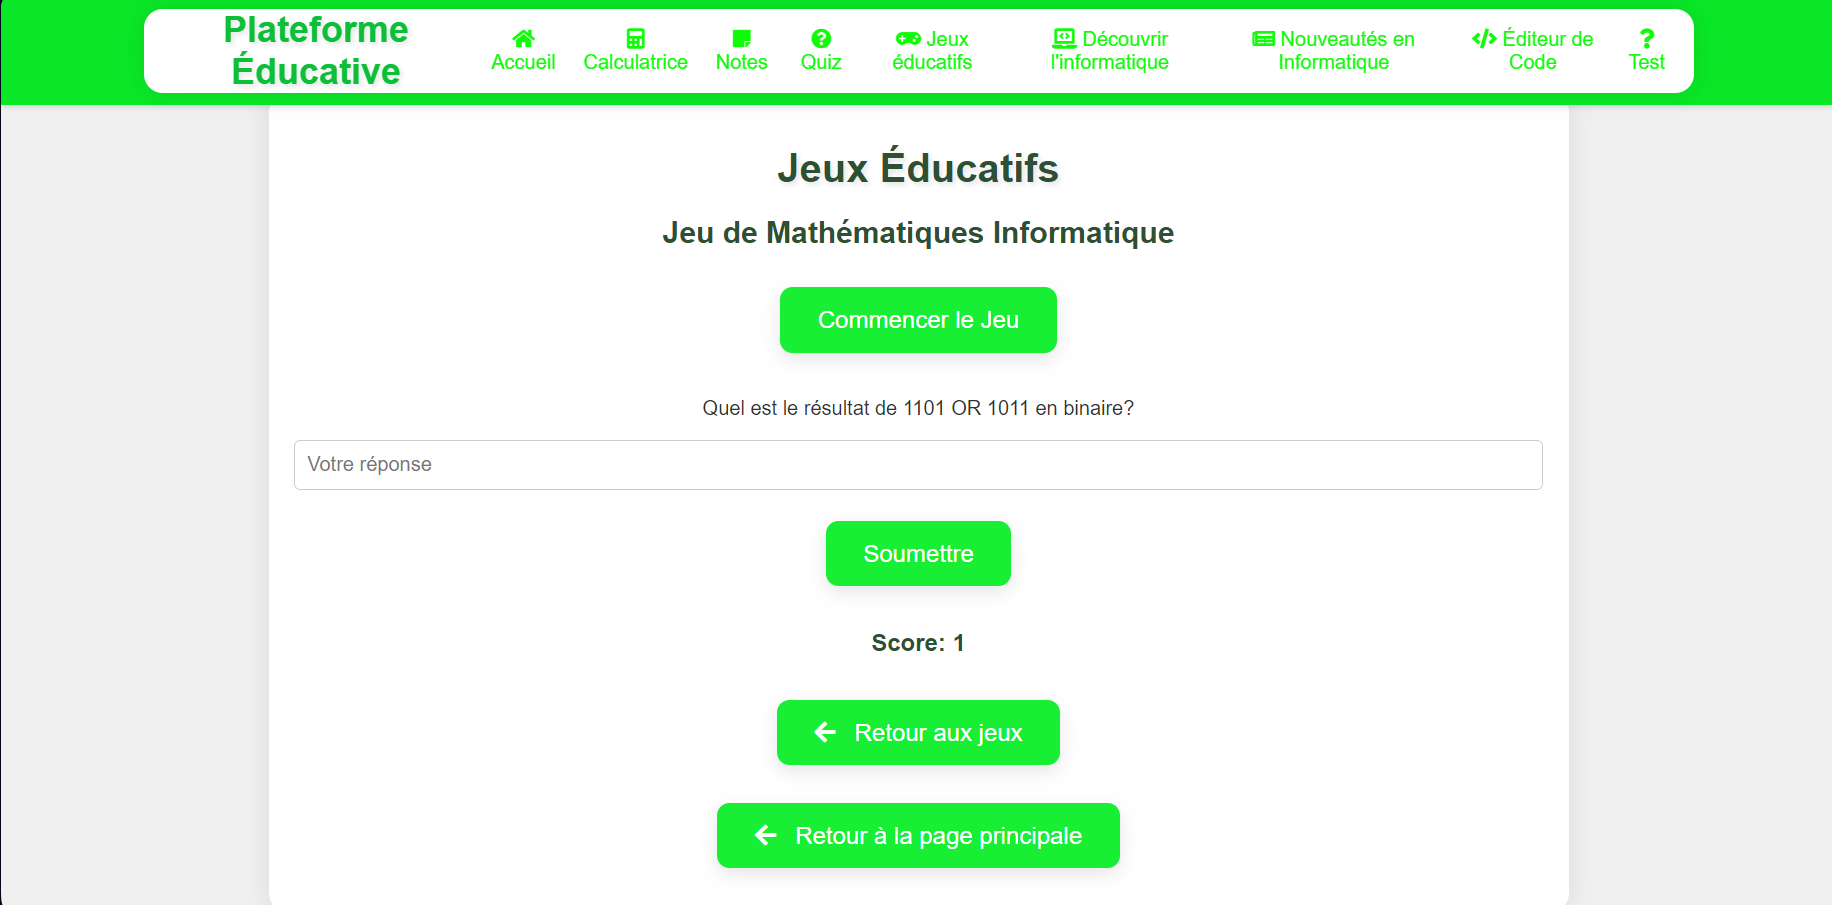 Plateforme
Éducative
Accueil
Calculatrice
Notes
Quiz
Jeux
éducatifs
Découvrir
l'informatique
Nouveautés en
Informatique
Éditeur de
Code
Test
Jeux Éducatifs
Jeu de Mathématiques Informatique
Commencer le Jeu
Quel est le résultat de 1101 OR 1011 en binaire?
Votre réponse
Soumettre
Score: 1
Retour aux jeux
Retour à la page principale